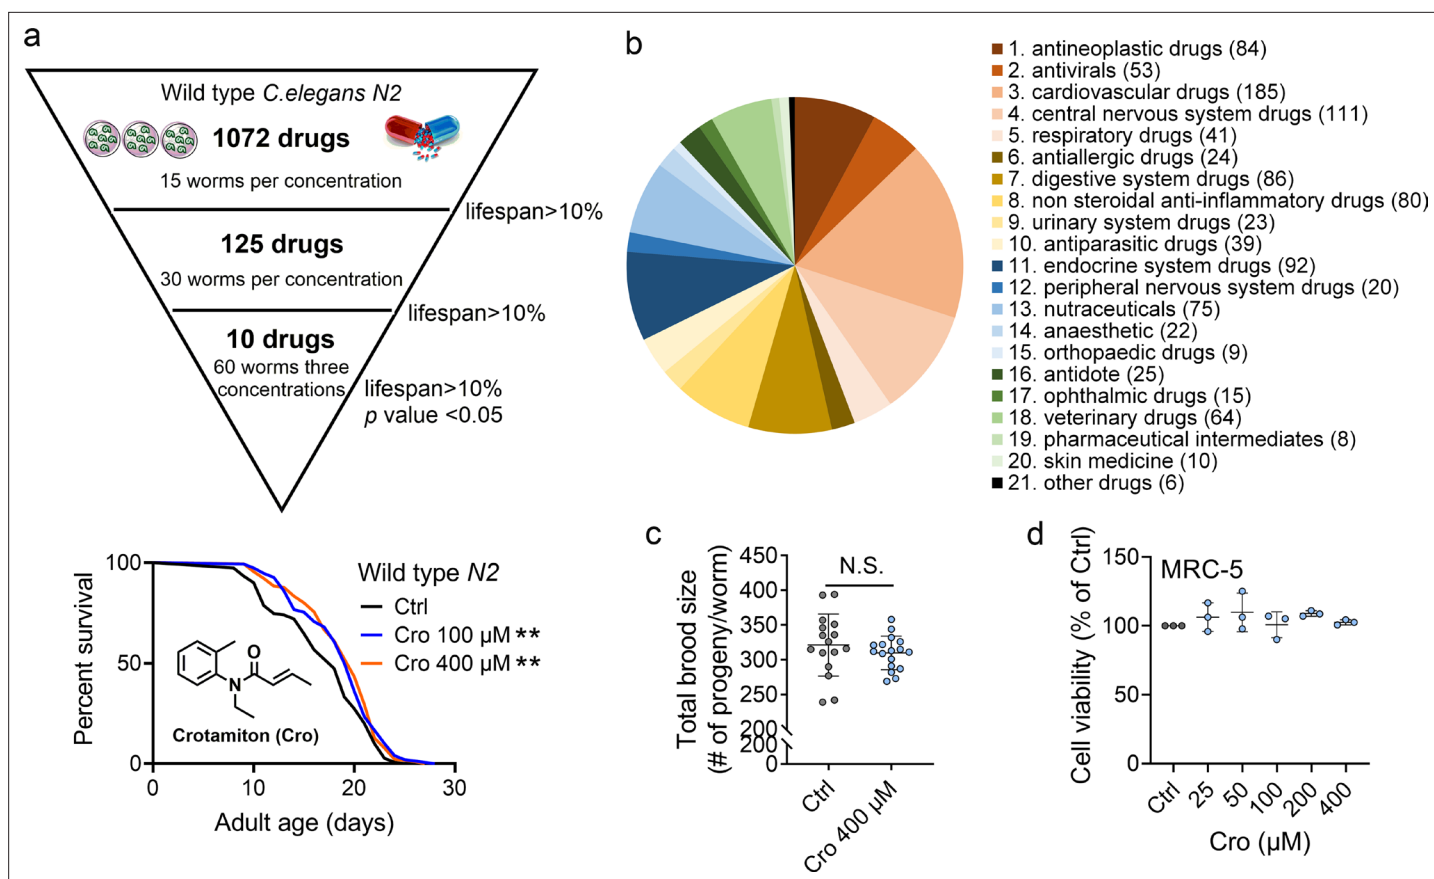 a
Wild type C.elegans N2
1072 drugs
15 worms per concentration
lifespan>10%
125 drugs
30 worms per concentration
lifespan>10%
10 drugs
60 worms three
concentrations
lifespan>10%
p value <0.05
Percent survival
100
50
0
0
10
20
30
Adult age (days)
Wild type N2
Ctrl
Cro 100 µM **
Cro 400 µM **
O
N
Crotamiton (Cro)
b
1. antineoplastic drugs (84)
2. antivirals (53)
3. cardiovascular drugs (185)
4. central nervous system drugs (111)
5. respiratory drugs (41)
6. antiallergic drugs (24)
7. digestive system drugs (86)
8. non steroidal anti-inflammatory drugs (80)
9. urinary system drugs (23)
10. antiparasitic drugs (39)
11. endocrine system drugs (92)
12. peripheral nervous system drugs (20)
13. nutraceuticals (75)
14. anaesthetic (22)
15. orthopaedic drugs (9)
16. antidote (25)
17. ophthalmic drugs (15)
18. veterinary drugs (64)
19. pharmaceutical intermediates (8)
20. skin medicine (10)
21. other drugs (6)
c
Total brood size
(# of progeny/worm)
450
400
350
300
250
200
200
0
N.S.
Ctrl
Cro 400 µM
d
Cell viability (% of Ctrl)
150
100
50
0
MRC-5
Ctrl
25
50
100
200
400
Cro (µM)